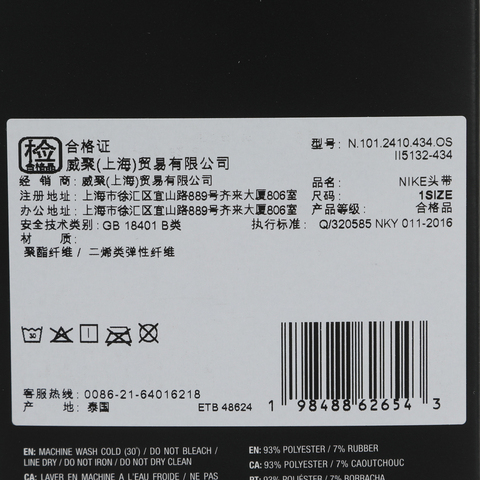 检
合格品
合格证
威聚(上海)贸易有限公司
型号: N.101.2410.434.OS
II5132-434
经 销 商: 威聚(上海)贸易有限公司
品名: NIKE头带
注册地址: 上海市徐汇区宜山路889号齐来大厦806室
尺码: 1SIZE
办公地址: 上海市徐汇区宜山路889号齐来大厦806室
产品等级: 合格品
安全技术类别: GB 18401 B类
执行标准: Q/320585 NKY 011-2016
材 质:
聚酯纤维/ 二烯类弹性纤维
30
客服热线: 0086-21-64016218
产 地: 泰国
ETB 48624
1 98488 62654 3
EN: MACHINE WASH COLD (30°) / DO NOT BLEACH /
LINE DRY / DO NOT IRON / DO NOT DRY CLEAN
CA: LAVER EN MACHINE A L'EAU FROIDE / NE PAS
EN: 93% POLYESTER / 7% RUBBER
CA: 93% POLYESTER / 7% CAOUTCHOUC
PT: 93% POLIÉSTER / 7% BORRACHA